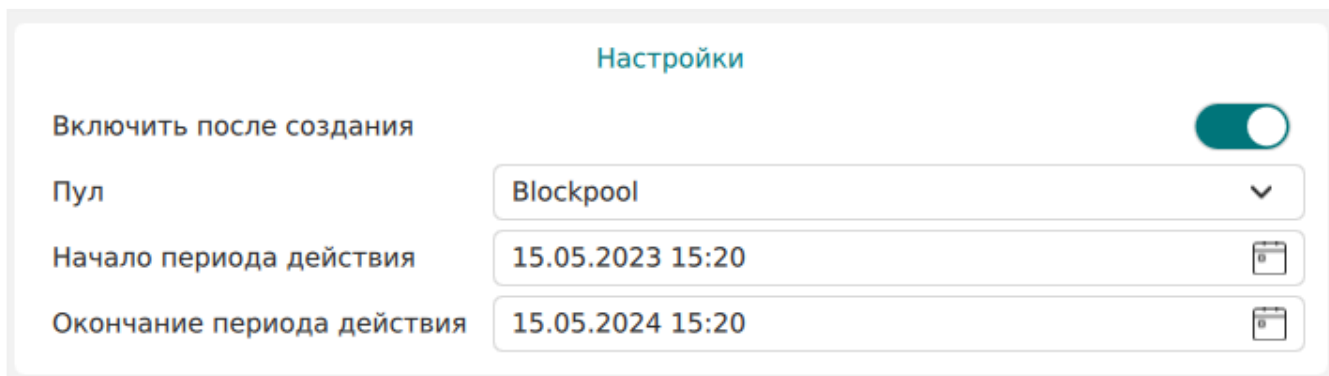 Настройки
Включить после создания
Пул Blockpool
Начало периода действия 15.05.2023 15:20
Окончание периода действия 15.05.2024 15:20